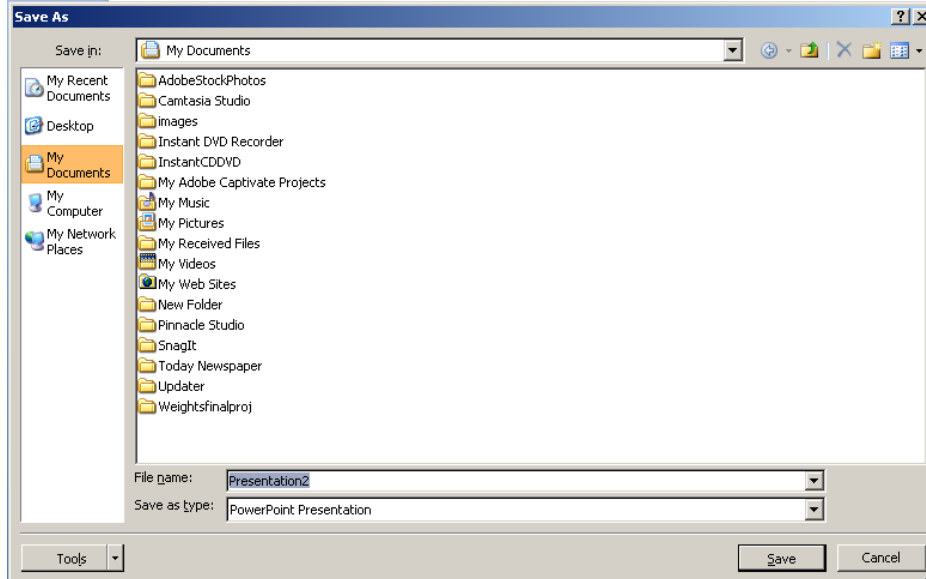 Save As
Save in:
My Documents
My Recent
Documents
Desktop
My
Documents
My
Computer
My Network
Places
AdobeStockPhotos
Camtasia Studio
images
Instant DVD Recorder
InstantCDDVD
My Adobe Captivate Projects
My Music
My Pictures
My Received Files
My Videos
My Web Sites
New Folder
Pinnacle Studio
SnagIt
Today Newspaper
Updater
Weightsfinalproj
File name:
Presentation2
Save as type:
PowerPoint Presentation
Tools
Save
Cancel